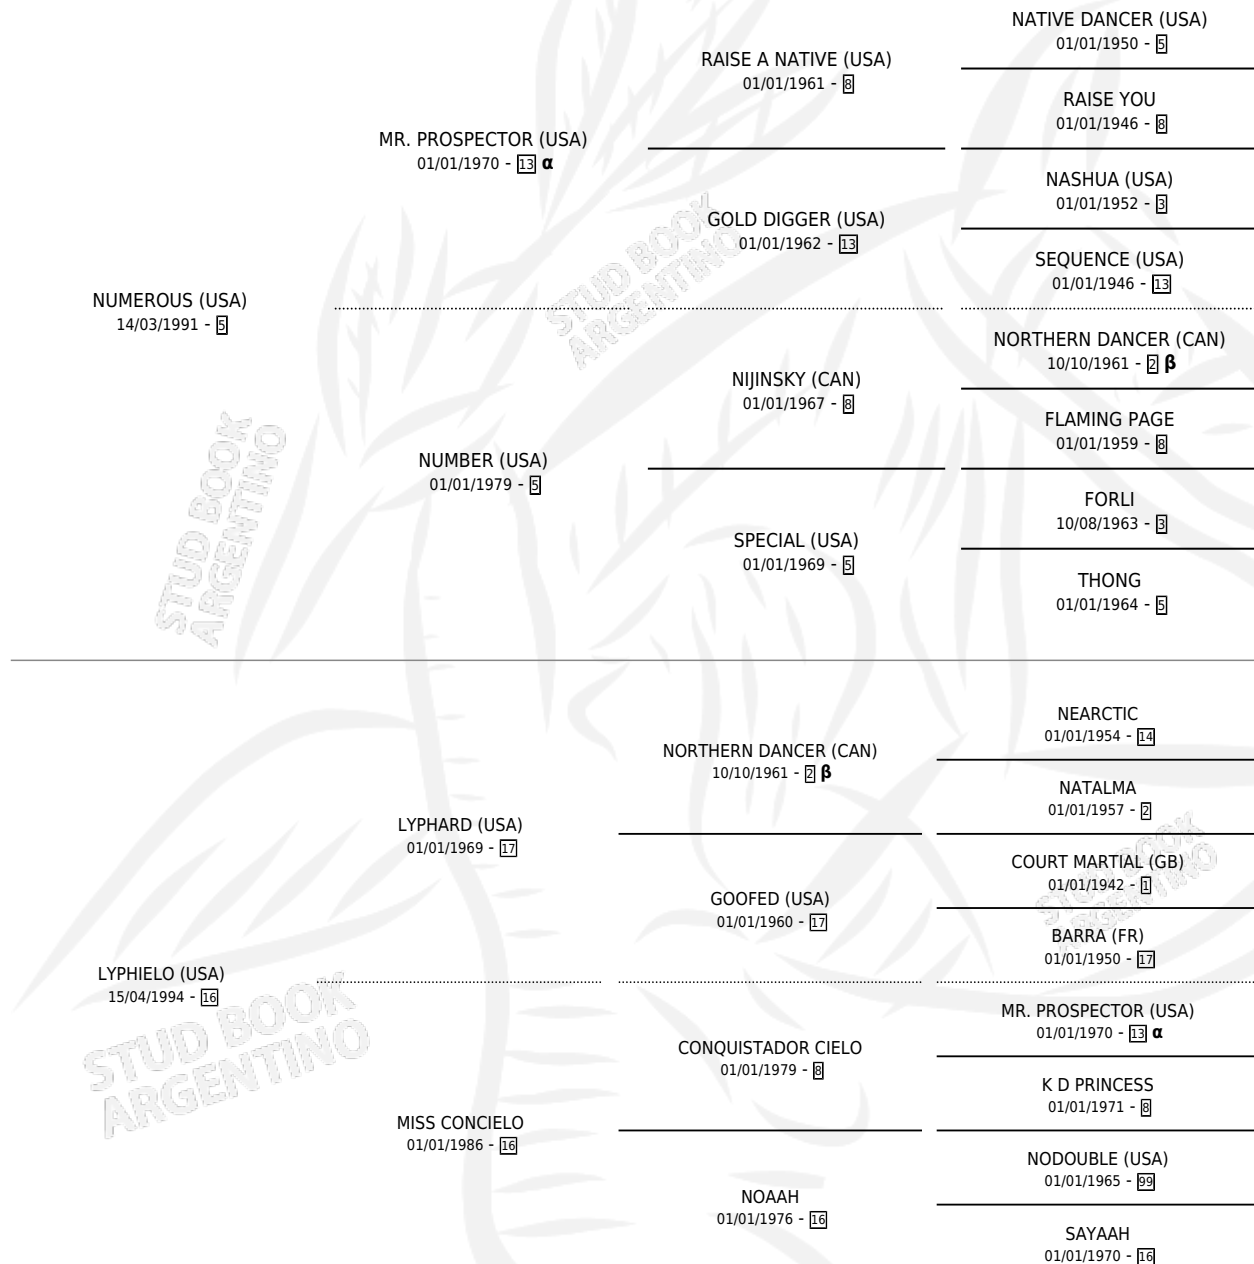 NATIVE DANCER (USA)
01/01/1950 - 5
RAISE A NATIVE (USA)
01/01/1961 - 8
RAISE YOU
01/01/1946 - 8
MR. PROSPECTOR (USA)
01/01/1970 - 13 α
NASHUA (USA)
01/01/1952 - 3
GOLD DIGGER (USA)
01/01/1962 - 13
SEQUENCE (USA)
01/01/1946 - 13
NUMEROUS (USA)
14/03/1991 - 5
NORTHERN DANCER (CAN)
10/10/1961 - 2 β
NIJINSKY (CAN)
01/01/1967 - 8
FLAMING PAGE
01/01/1959 - 8
NUMBER (USA)
01/01/1979 - 5
FORLI
10/08/1963 - 3
SPECIAL (USA)
01/01/1969 - 5
THONG
01/01/1964 - 5
NEARCTIC
01/01/1954 - 14
NORTHERN DANCER (CAN)
10/10/1961 - 2 β
NATALMA
01/01/1957 - 2
LYPHARD (USA)
01/01/1969 - 17
COURT MARTIAL (GB)
01/01/1942 - 1
GOOFED (USA)
01/01/1960 - 17
BARRA (FR)
01/01/1950 - 17
LYPHIELO (USA)
15/04/1994 - 16
MR. PROSPECTOR (USA)
01/01/1970 - 13 α
CONQUISTADOR CIELO
01/01/1979 - 8
K D PRINCESS
01/01/1971 - 8
MISS CONCIELO
01/01/1986 - 16
NODOUBLE (USA)
01/01/1965 - 99
NOAAH
01/01/1976 - 16
SAYAAH
01/01/1970 - 16
STUD BOOK
ARGENTINO
STUD BOOK
ARGENTINO
STUD BOOK
ARGENTINO
STUD BOOK
ARGENTINO